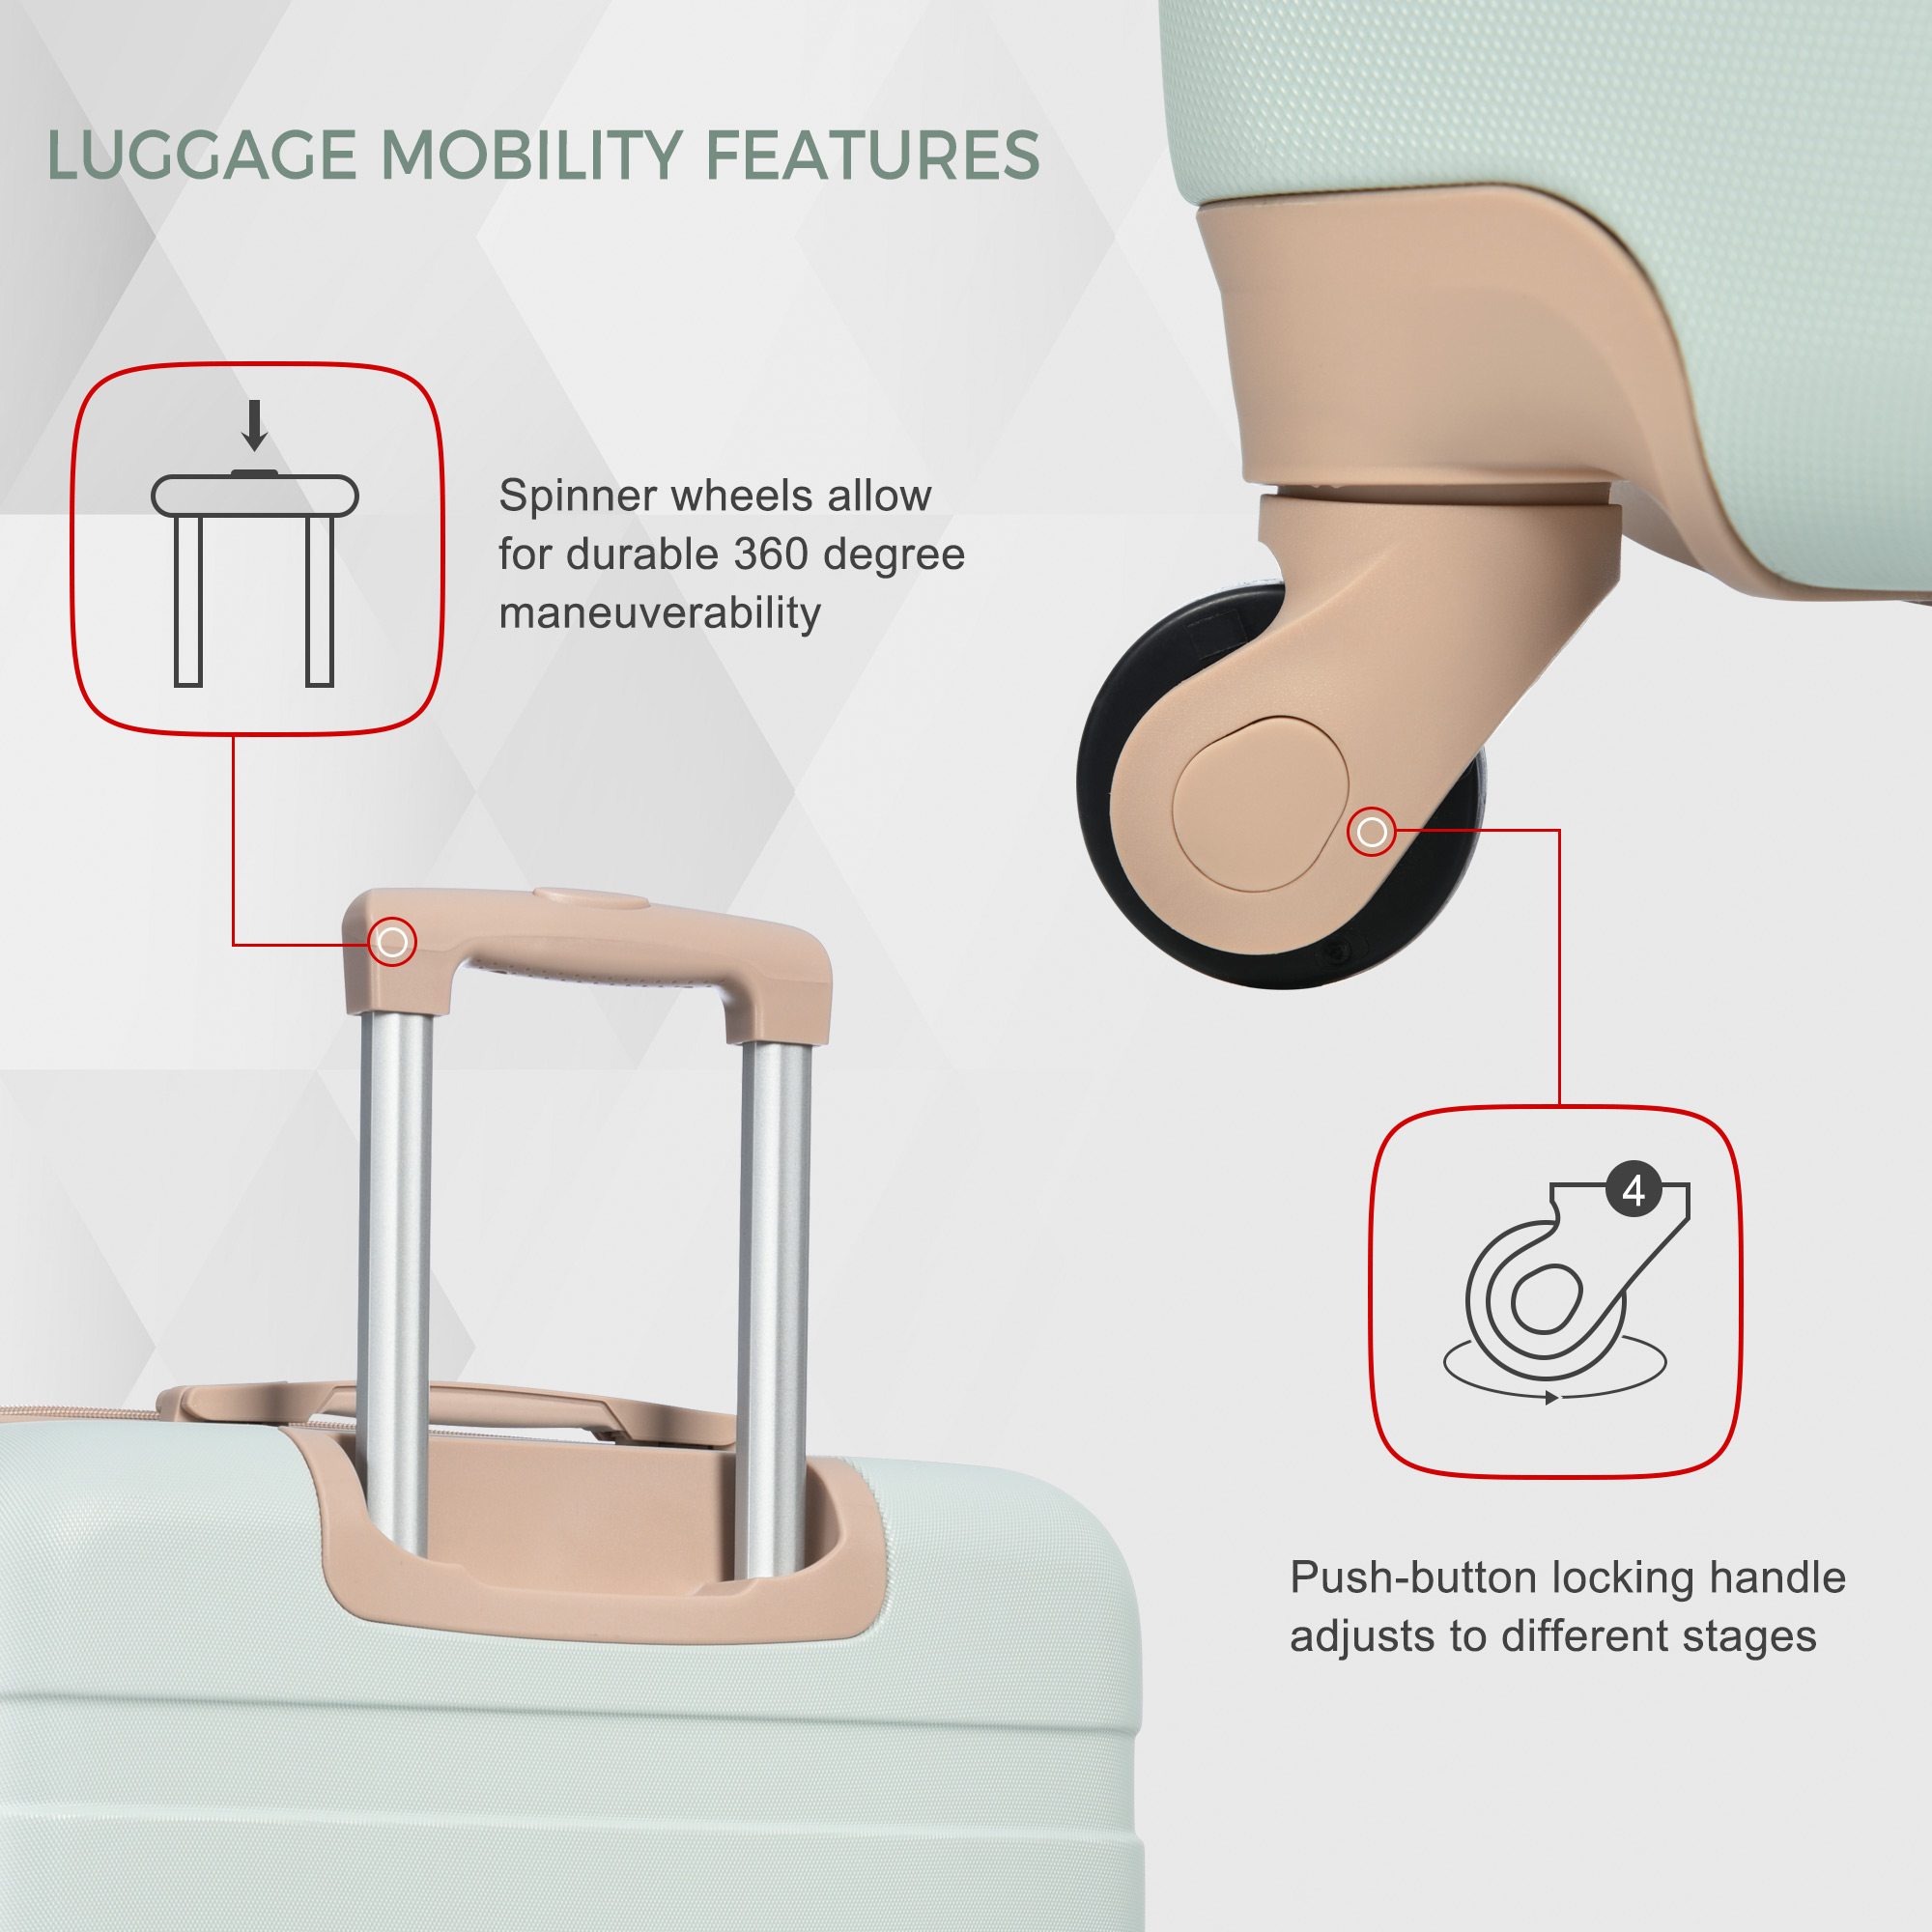 LUGGAGE MOBILITY FEATURES
Spinner wheels allow
for durable 360 degree
maneuverability
4
Push-button locking handle
adjusts to different stages